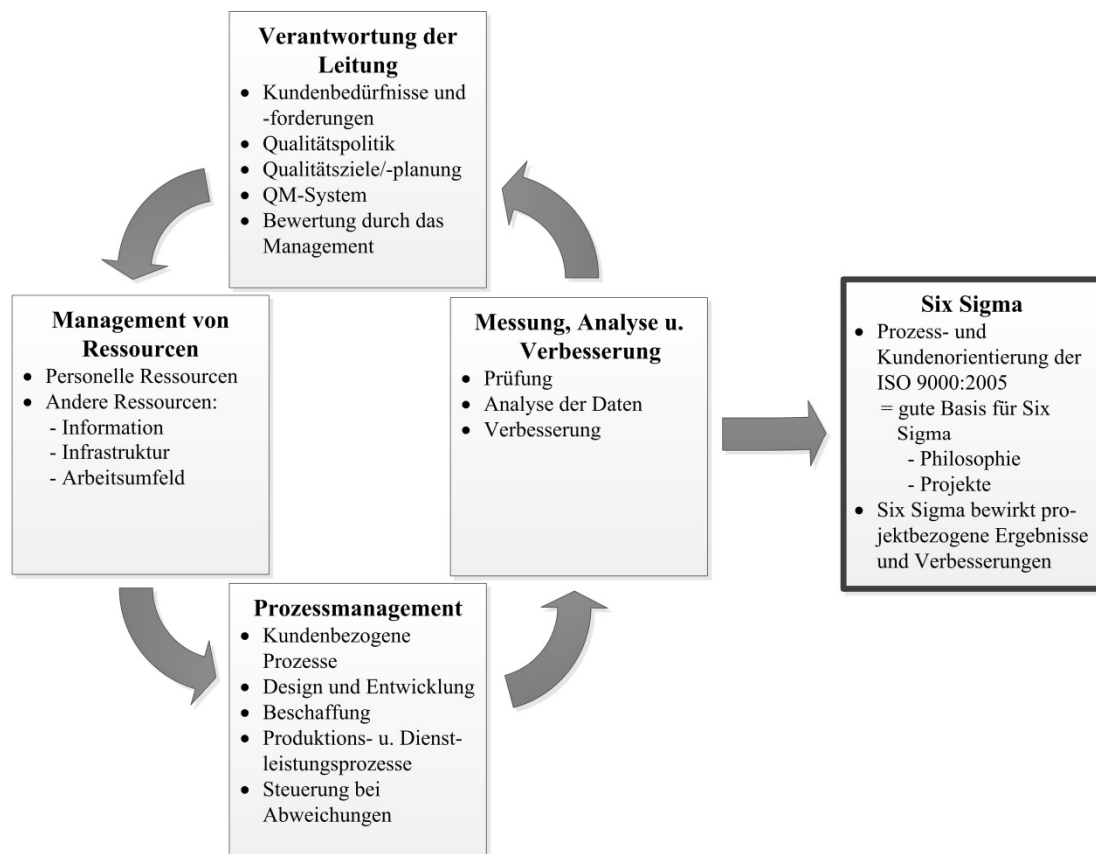 Verantwortung der
Leitung
• Kundenbedürfnisse und
-forderungen
• Qualitätspolitik
• Qualitätsziele/-planung
• QM-System
• Bewertung durch das
Management
Management von
Ressourcen
• Personelle Ressourcen
• Andere Ressourcen:
- Information
- Infrastruktur
- Arbeitsumfeld
Messung, Analyse u.
Verbesserung
• Prüfung
• Analyse der Daten
• Verbesserung
Six Sigma
• Prozess- und
Kundenorientierung der
ISO 9000:2005
= gute Basis für Six
Sigma
- Philosophie
- Projekte
• Six Sigma bewirkt pro-
jektbezogene Ergebnisse
und Verbesserungen
Prozessmanagement
• Kundenbezogene
Prozesse
• Design und Entwicklung
• Beschaffung
• Produktions- u. Dienst-
leistungsprozesse
• Steuerung bei
Abweichungen